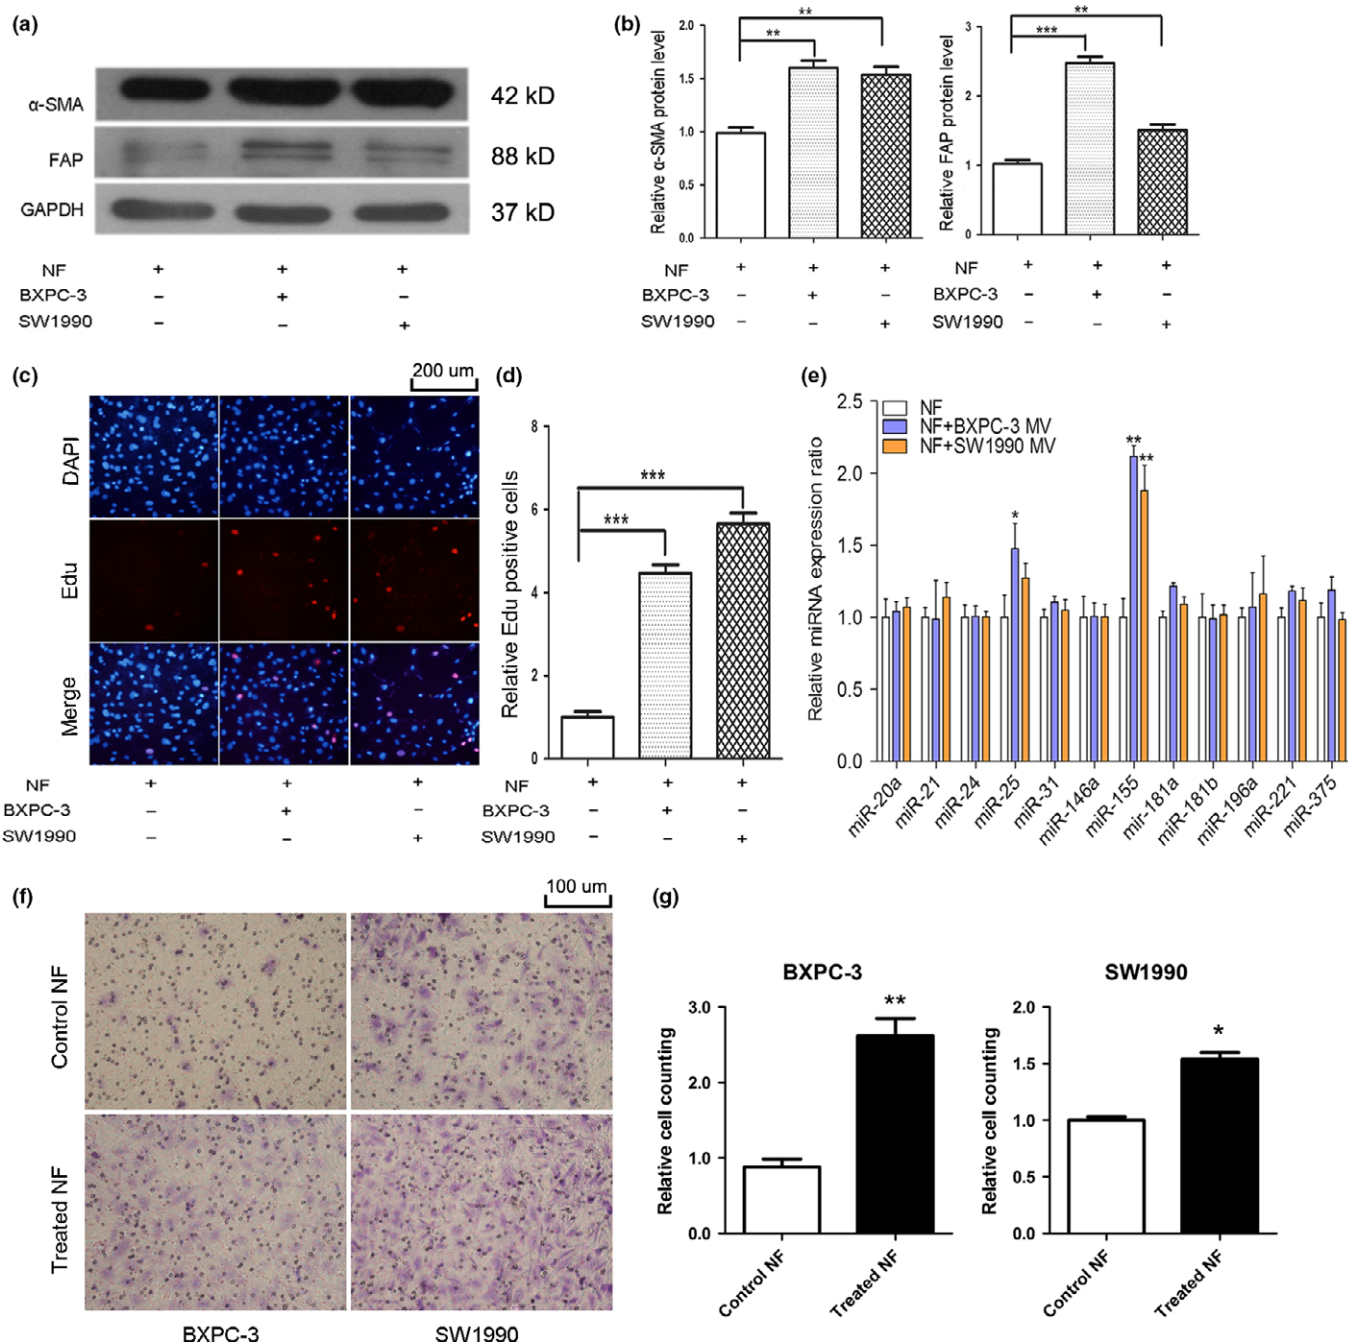 (a)
α-SMA
42 kD
FAP
88 kD
GAPDH
37 kD
NF + + +
BXPC-3 – + –
SW1990 – – +
(b)
Relative α-SMA protein level
2.0
1.5
1.0
0.5
0.0
**
**
NF + + +
BXPC-3 – + –
SW1990 – – +
Relative FAP protein level
3
2
1
0
**
***
NF + + +
BXPC-3 – + –
SW1990 – – +
(c)
200 um
DAPI
Edu
Merge
NF + + +
BXPC-3 – + –
SW1990 – – +
(d)
Relative Edu positive cells
8
6
4
2
0
***
***
NF + + +
BXPC-3 – + –
SW1990 – – +
(e)
Relative miRNA expression ratio
2.5
2.0
1.5
1.0
0.5
0.0
NF
NF+BXPC-3 MV
NF+SW1990 MV
*
**
**
miR-20a
miR-21
miR-24
miR-25
miR-31
miR-146a
miR-155
mir-181a
miR-181b
miR-196a
miR-221
miR-375
(f)
100 um
Control NF
Treated NF
BXPC-3
SW1990
(g)
BXPC-3
Relative cell counting
3.0
2.0
1.0
0.0
**
Control NF
Treated NF
SW1990
Relative cell counting
2.0
1.5
1.0
0.5
0.0
*
Control NF
Treated NF